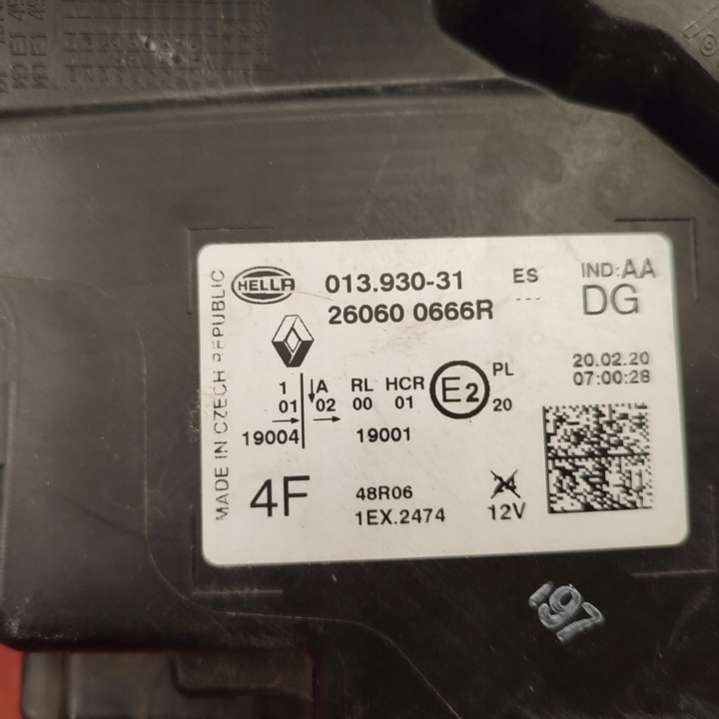 MADE IN CZECH REPUBLIC
HELLA
013.930-31
ES
IND:AA
26060 0666R
---
DG
20.02.20
07:00:28
1 A RL HCR E2 PL
01 02 00 01 20
19004 19001
4F
48R06
24
1EX.2474
12V
197